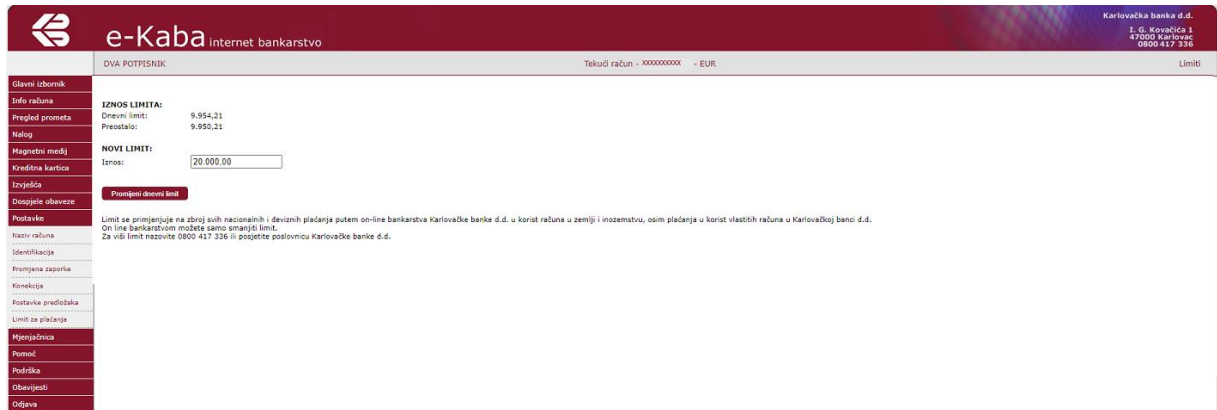 e-Kaba internet bankarstvo
Karlovačka banka d.d.
I. G. Kovačića 1
47000 Karlovac
0800 417 336
DVA POTPISNIK
Tekući račun - XXXXXXXXXX - EUR
Limiti
Glavni izbornik
Info računa
Pregled prometa
Nalog
Magnetni medij
Kreditna kartica
Izvješća
Dospjele obaveze
Postavke
Naziv računa
Identifikacija
Promjena zaporke
Konekcija
Postavke predložaka
Limit za plaćanja
Mjenjačnica
Pomoć
Podrška
Obavijesti
Odjava
IZNOS LIMITA:
Dnevni limit: 9.954,21
Preostalo: 9.950,21
NOVI LIMIT:
Iznos: 20.000,00
Promijeni dnevni limit
Limit se primjenjuje na zbroj svih nacionalnih i deviznih plaćanja putem on-line bankarstva Karlovačke banke d.d. u korist računa u zemlji i inozemstvu, osim plaćanja u korist vlastitih računa u Karlovačkoj banci d.d.
On line bankarstvom možete samo smanjiti limit.
Za viši limit nazovite 0800 417 336 ili posjetite poslovnicu Karlovačke banke d.d.